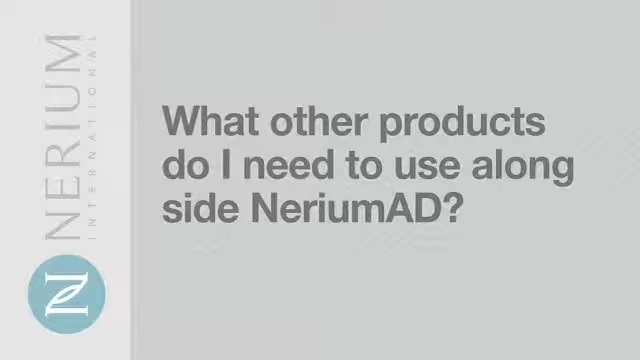 NERIUM
INTERNATIONAL
What other products
do I need to use along
side NeriumAD?